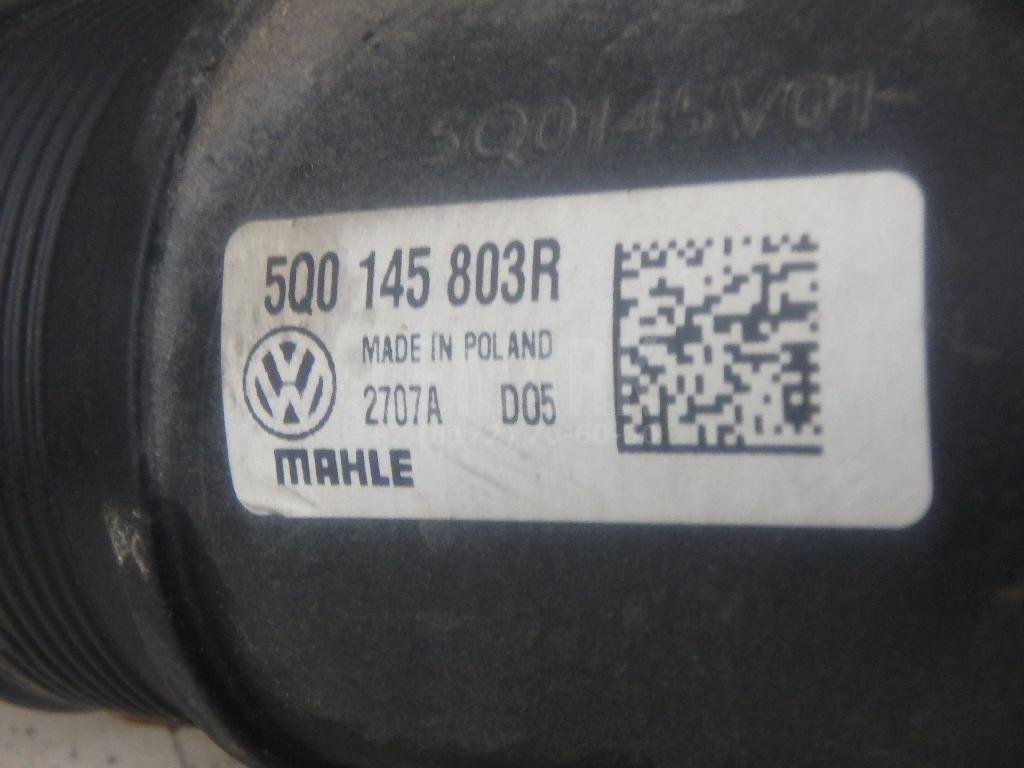 5Q0145V01
5Q0 145 803R
MADE IN POLAND
2707A D05
MAHLE